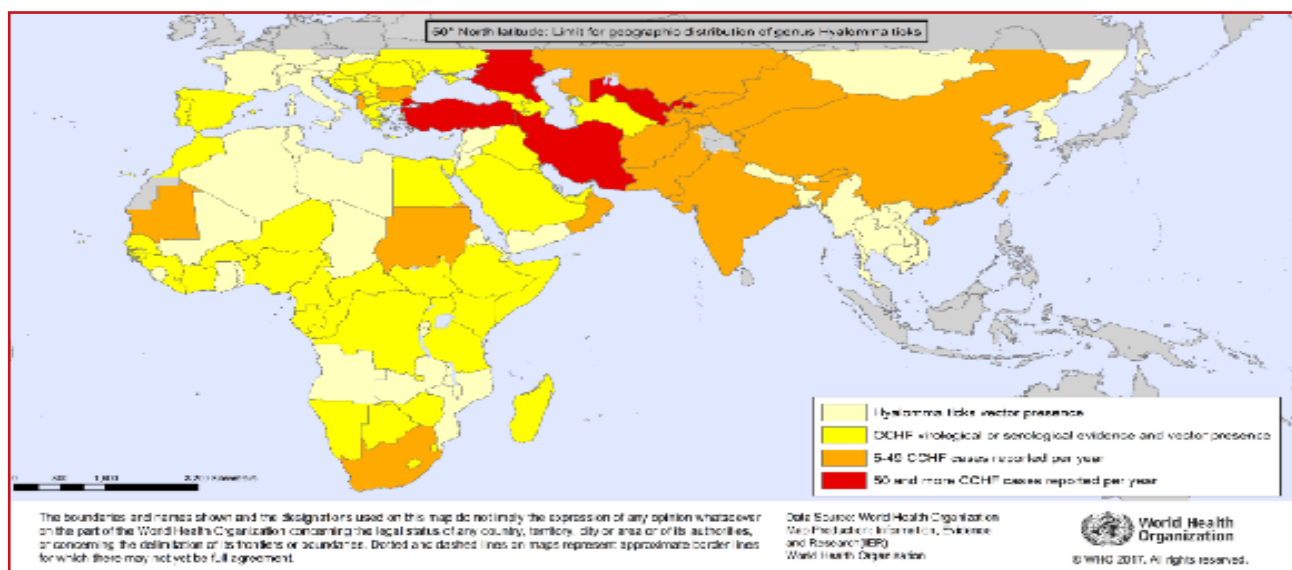 50° North latitude: Limit for geographic distribution of genus Hyalomma ticks
Hyalomma ticks vector presence
CCHF virological or serological evidence and vector presence
5-49 CCHF cases reported per year
50 and more CCHF cases reported per year
0
The boundaries and names shown and the designations used on this map do not imply the expression of any opinion whatsoever
on the part of the World Health Organization concerning the legal status of any country, territory, city or area or of its authorities,
or concerning the delimitation of its frontiers or boundaries. Dotted and dashed lines on maps represent approximate border lines
for which there may not yet be full agreement.
Data Source: World Health Organization
Map Production: Information, Evidence
and Research(IER)
World Health Organization
World Health
Organization
© WHO 2017. All rights reserved.